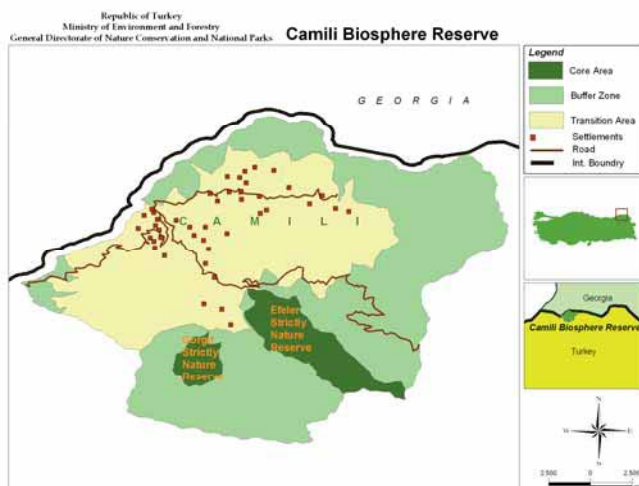 Republic of Turkey
Ministry of Environment and Forestry
General Directorate of Nature Conservation and National Parks
Camili Biosphere Reserve
GEORGIA
CAMILI
Efeler
Strictly
Nature
Reserve
Strictly
Nature
Reserve
Legend
Core Area
Buffer Zone
Transition Area
Settlements
Road
Int. Boundry
Georgia
Camili Biosphere Reserve
Turkey
N
W
E
S
2 500
0
2,500